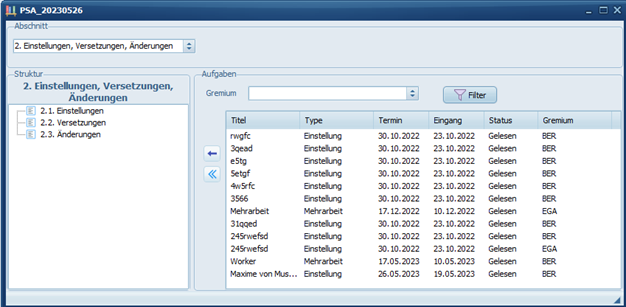 PSA_20230526
Abschnitt
2. Einstellungen, Versetzungen, Änderungen
Struktur
2. Einstellungen, Versetzungen,
Änderungen
2.1. Einstellungen
2.2. Versetzungen
2.3. Änderungen
Aufgaben
Gremium
Filter
Titel Type Termin Eingang Status Gremium
rwgfc Einstellung 30.10.2022 23.10.2022 Gelesen BER
3qead Einstellung 30.10.2022 23.10.2022 Gelesen BER
e5tg Einstellung 30.10.2022 23.10.2022 Gelesen BER
5etgf Einstellung 30.10.2022 23.10.2022 Gelesen BER
4w5rfc Einstellung 30.10.2022 23.10.2022 Gelesen BER
3566 Einstellung 30.10.2022 23.10.2022 Gelesen BER
Mehrarbeit Mehrarbeit 17.12.2022 10.12.2022 Gelesen EGA
31qqed Einstellung 30.10.2022 23.10.2022 Gelesen BER
245rwefsd Einstellung 30.10.2022 23.10.2022 Gelesen BER
245rwefsd Einstellung 30.10.2022 23.10.2022 Gelesen EGA
Worker Mehrarbeit 17.05.2023 10.05.2023 Gelesen BER
Maxime von Mus... Einstellung 26.05.2023 19.05.2023 Gelesen BER